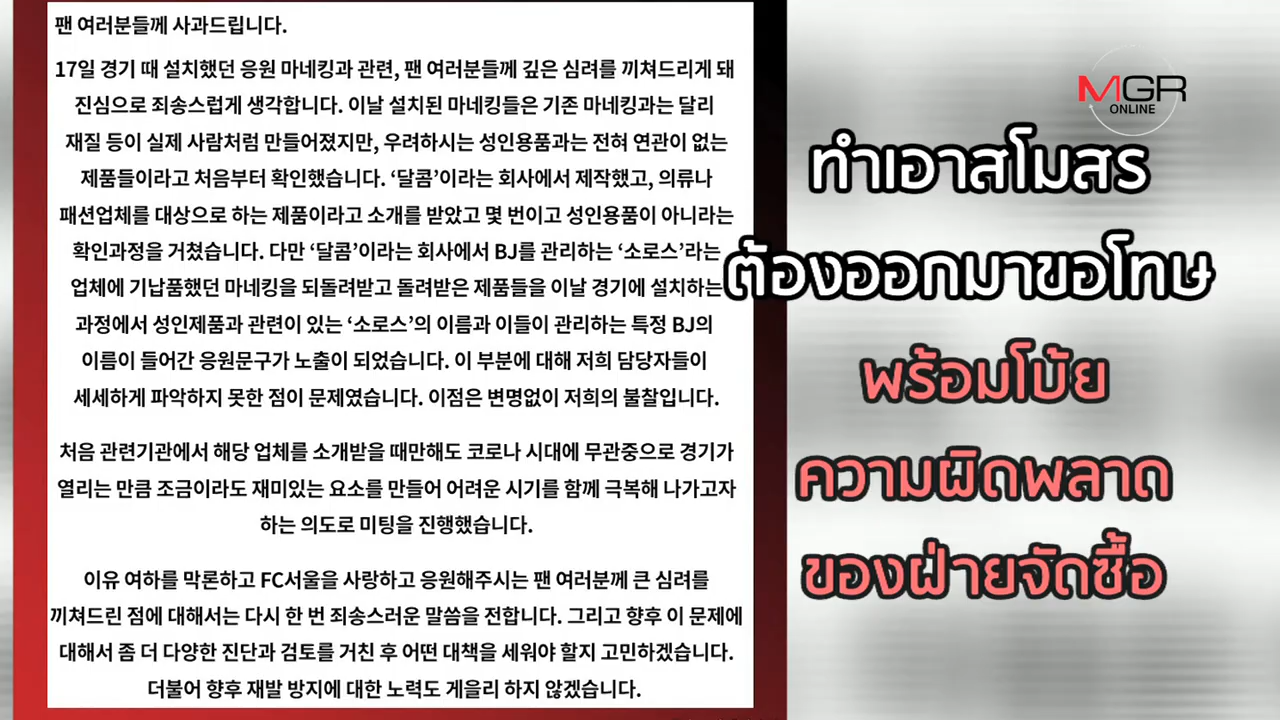 팬 여러분들께 사과드립니다.
17일 경기 때 설치했던 응원 마네킹과 관련, 팬 여러분들께 깊은 심려를 끼쳐드리게 돼
진심으로 죄송스럽게 생각합니다. 이날 설치된 마네킹들은 기존 마네킹과는 달리
재질 등이 실제 사람처럼 만들어졌지만, 우려하시는 성인용품과는 전혀 연관이 없는
제품들이라고 처음부터 확인했습니다. ‘달콤’이라는 회사에서 제작했고, 의류나
패션업체를 대상으로 하는 제품이라고 소개를 받았고 몇 번이고 성인용품이 아니라는
확인과정을 거쳤습니다. 다만 ‘달콤’이라는 회사에서 BJ를 관리하는 ‘소로스’라는
업체에 기납품했던 마네킹을 되돌려받고 돌려받은 제품들을 이날 경기에 설치하는
과정에서 성인제품과 관련이 있는 ‘소로스’의 이름과 이들이 관리하는 특정 BJ의
이름이 들어간 응원문구가 노출이 되었습니다. 이 부분에 대해 저희 담당자들이
세세하게 파악하지 못한 점이 문제였습니다. 이점은 변명없이 저희의 불찰입니다.
처음 관련기관에서 해당 업체를 소개받을 때만해도 코로나 시대에 무관중으로 경기가
열리는 만큼 조금이라도 재미있는 요소를 만들어 어려운 시기를 함께 극복해 나가고자
하는 의도로 미팅을 진행했습니다.
이유 여하를 막론하고 FC서울을 사랑하고 응원해주시는 팬 여러분께 큰 심려를
끼쳐드린 점에 대해서는 다시 한 번 죄송스러운 말씀을 전합니다. 그리고 향후 이 문제에
대해서 좀 더 다양한 진단과 검토를 거친 후 어떤 대책을 세워야 할지 고민하겠습니다.
더불어 향후 재발 방지에 대한 노력도 게을리 하지 않겠습니다.
MGR
ONLINE
ทำเอาสโมสร
ต้องออกมาขอโทษ
พร้อมโบ้ย
ความผิดพลาด
ของฝ่ายจัดซื้อ